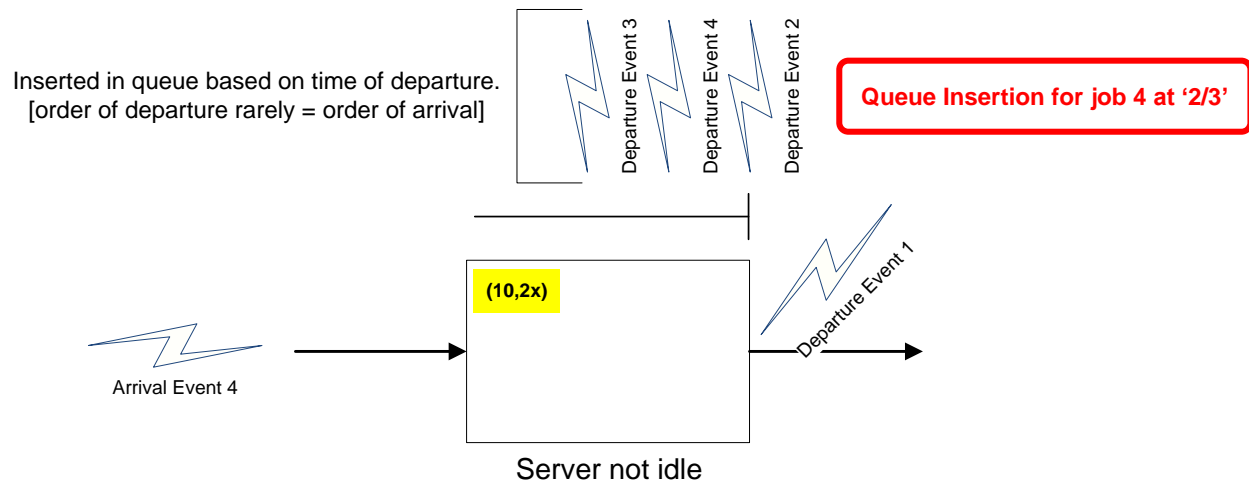 Inserted in queue based on time of departure.
[order of departure rarely = order of arrival]
Departure Event 3
Departure Event 4
Departure Event 2
Queue Insertion for job 4 at ‘2/3’
(10,2x)
Departure Event 1
Arrival Event 4
Server not idle